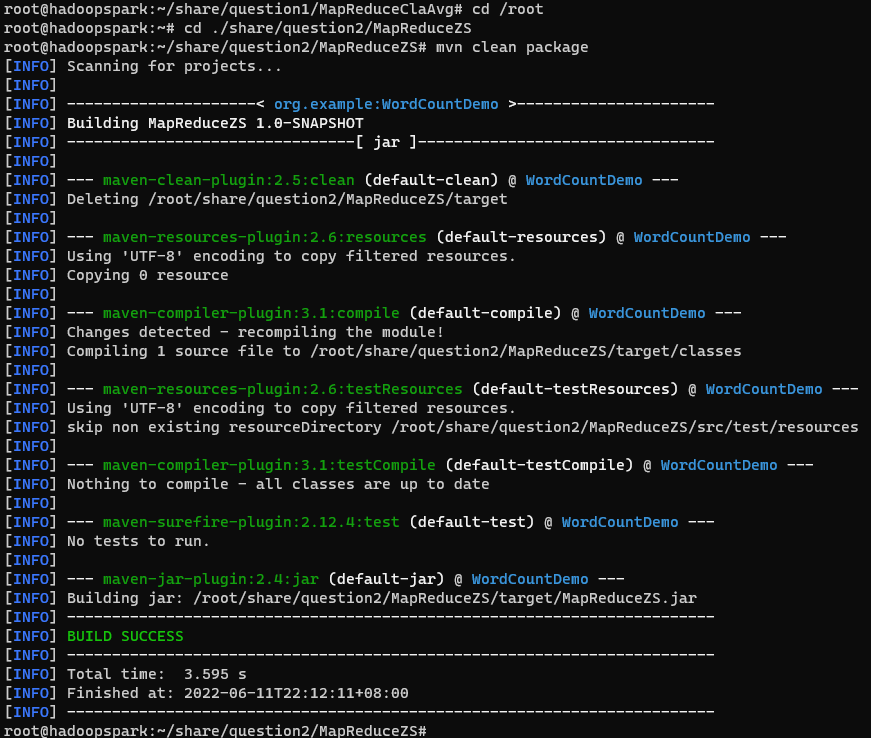 root@hadoopspark:~/share/question1/MapReduceClaAvg# cd /root
root@hadoopspark:~# cd ./share/question2/MapReduceZS
root@hadoopspark:~/share/question2/MapReduceZS# mvn clean package
[INFO] Scanning for projects...
[INFO]
[INFO] ---------------------< org.example:WordCountDemo >----------------------
[INFO] Building MapReduceZS 1.0-SNAPSHOT
[INFO] --------------------------------[ jar ]---------------------------------
[INFO]
[INFO] --- maven-clean-plugin:2.5:clean (default-clean) @ WordCountDemo ---
[INFO] Deleting /root/share/question2/MapReduceZS/target
[INFO]
[INFO] --- maven-resources-plugin:2.6:resources (default-resources) @ WordCountDemo ---
[INFO] Using 'UTF-8' encoding to copy filtered resources.
[INFO] Copying 0 resource
[INFO]
[INFO] --- maven-compiler-plugin:3.1:compile (default-compile) @ WordCountDemo ---
[INFO] Changes detected - recompiling the module!
[INFO] Compiling 1 source file to /root/share/question2/MapReduceZS/target/classes
[INFO]
[INFO] --- maven-resources-plugin:2.6:testResources (default-testResources) @ WordCountDemo ---
[INFO] Using 'UTF-8' encoding to copy filtered resources.
[INFO] skip non existing resourceDirectory /root/share/question2/MapReduceZS/src/test/resources
[INFO]
[INFO] --- maven-compiler-plugin:3.1:testCompile (default-testCompile) @ WordCountDemo ---
[INFO] Nothing to compile - all classes are up to date
[INFO]
[INFO] --- maven-surefire-plugin:2.12.4:test (default-test) @ WordCountDemo ---
[INFO] No tests to run.
[INFO]
[INFO] --- maven-jar-plugin:2.4:jar (default-jar) @ WordCountDemo ---
[INFO] Building jar: /root/share/question2/MapReduceZS/target/MapReduceZS.jar
[INFO] ------------------------------------------------------------------------
[INFO] BUILD SUCCESS
[INFO] ------------------------------------------------------------------------
[INFO] Total time:  3.595 s
[INFO] Finished at: 2022-06-11T22:12:11+08:00
[INFO] ------------------------------------------------------------------------
root@hadoopspark:~/share/question2/MapReduceZS#